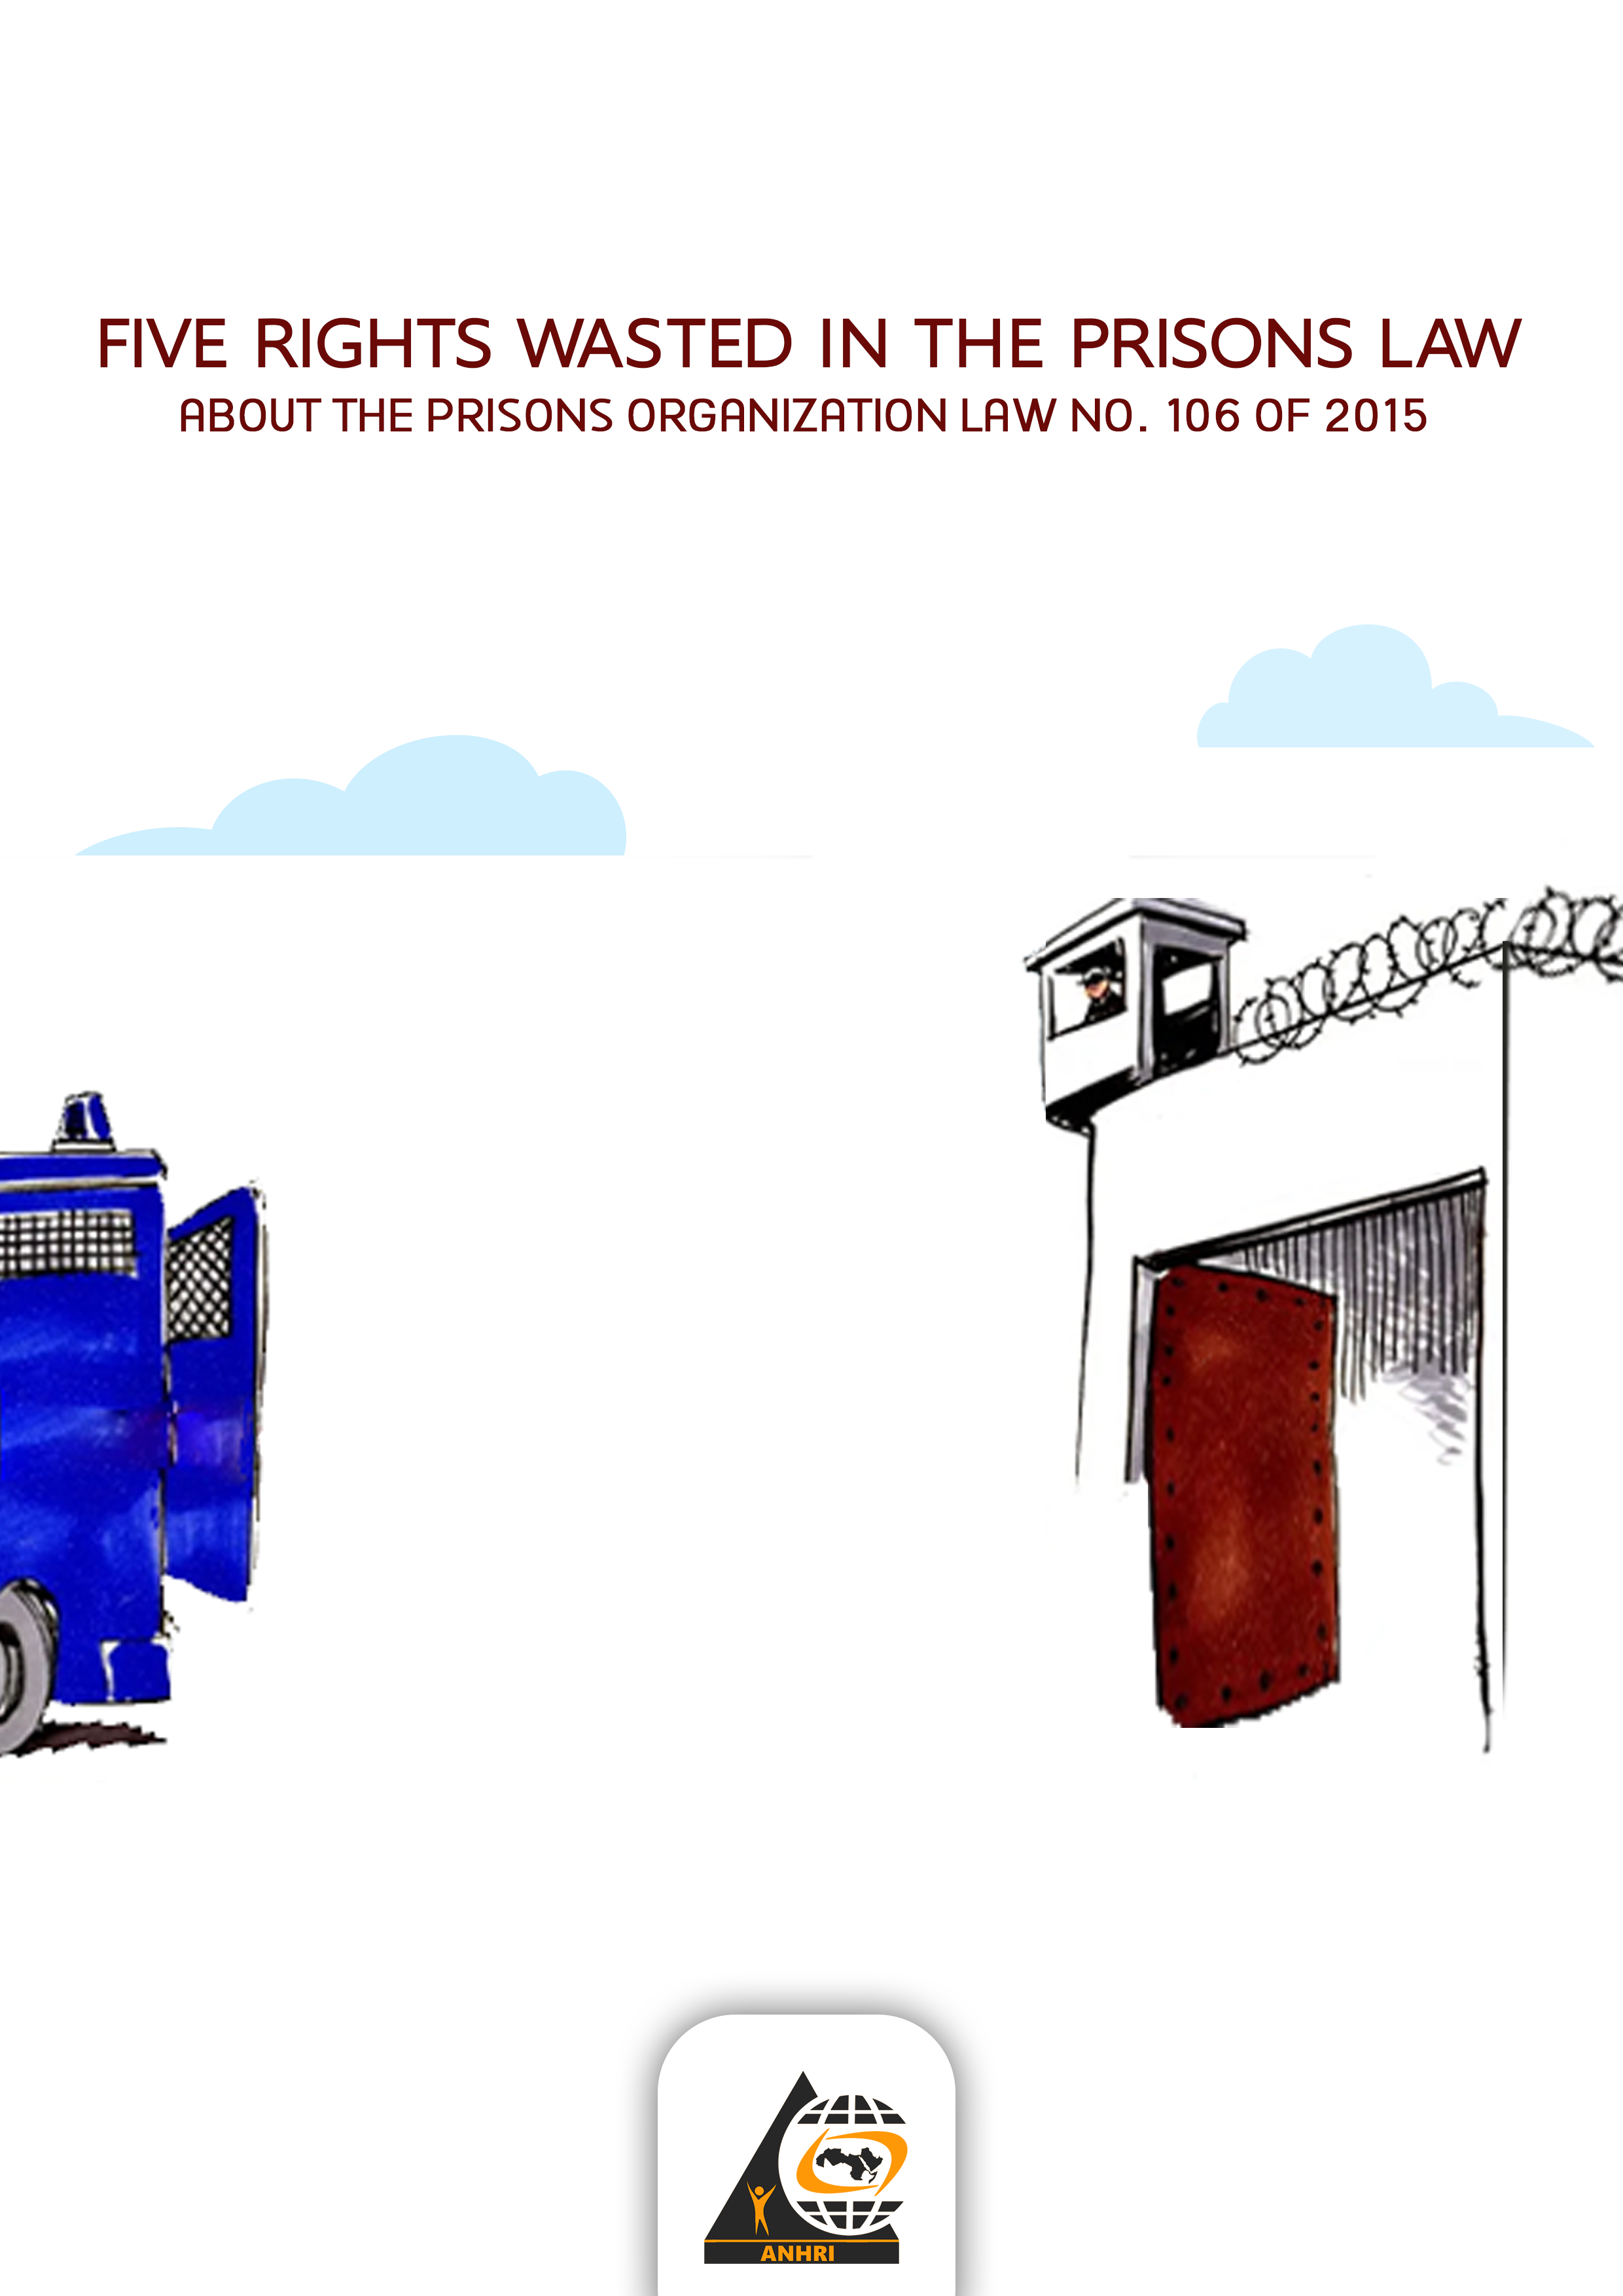 FIVE RIGHTS WASTED IN THE PRISONS LAW
ABOUT THE PRISONS ORGANIZATION LAW NO. 106 OF 2015
ANHRI